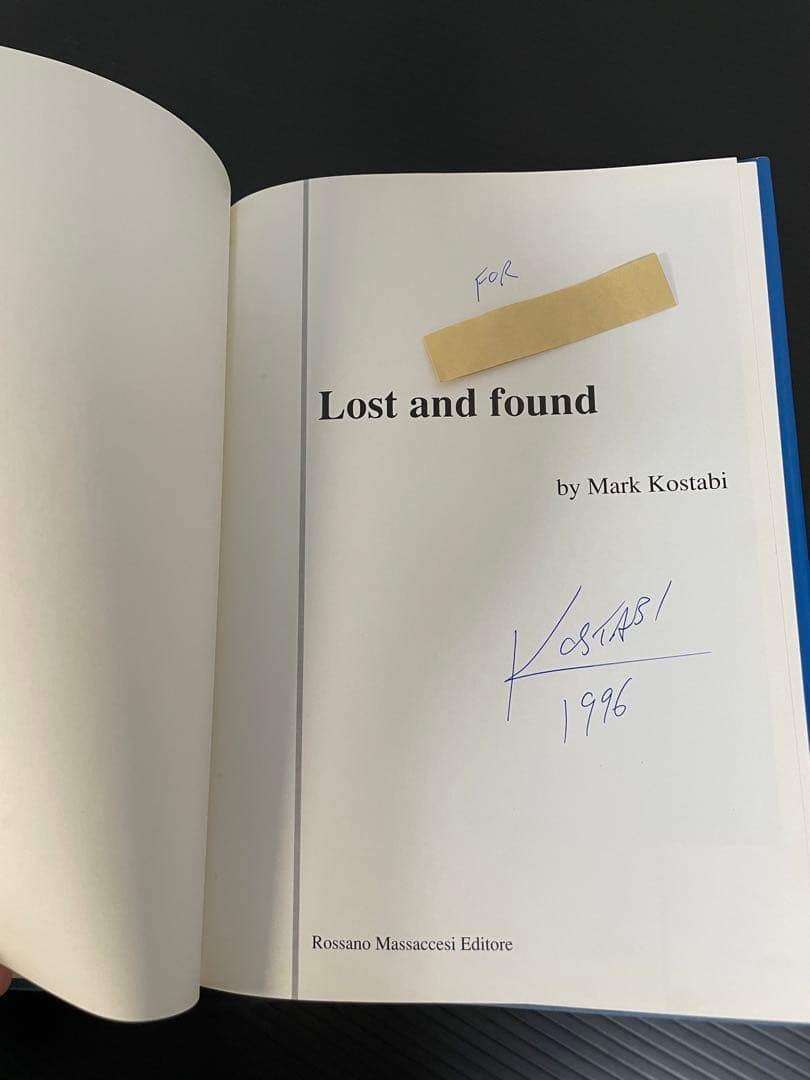 FOR
Lost and found
by Mark Kostabi
KOSTABI
1996
Rossano Massaccesi Editore